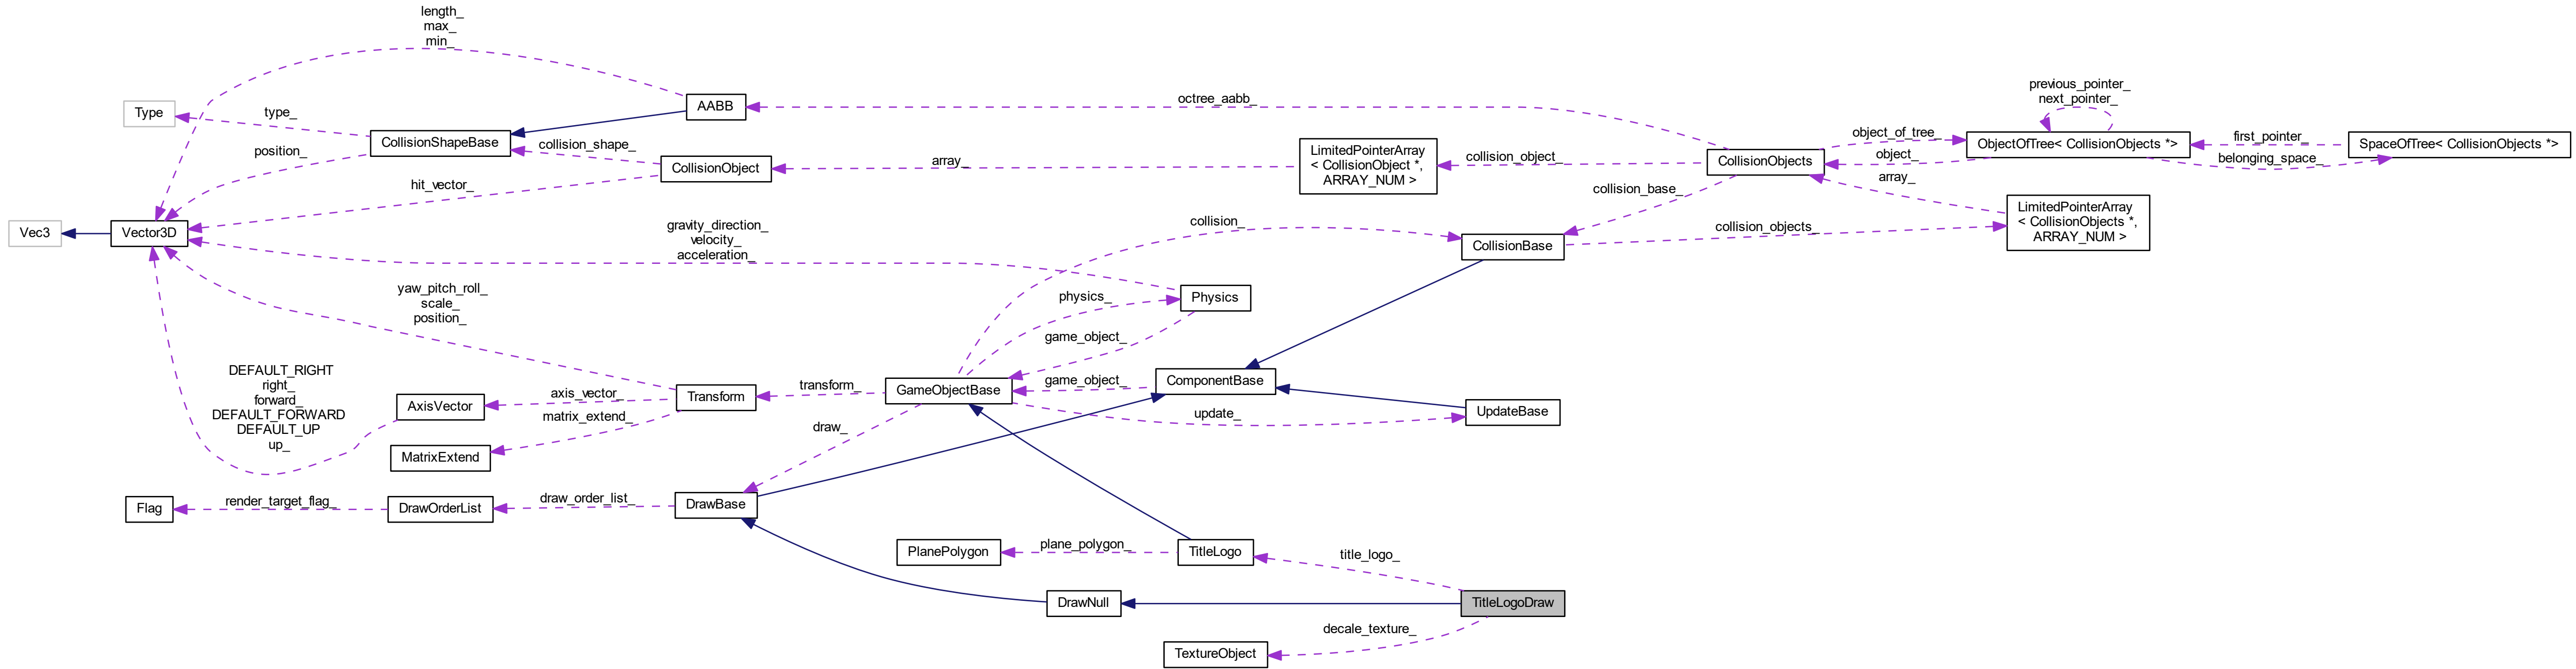 length_
max_
min_
previous_pointer_
next_pointer_
Type
type_
AABB
octree_aabb_
CollisionShapeBase
collision_shape_
position_
CollisionObject
array_
LimitedPointerArray
< CollisionObject *,
ARRAY_NUM >
collision_object_
CollisionObjects
object_of_tree_
object_
ObjectOfTree< CollisionObjects *>
first_pointer_
belonging_space_
SpaceOfTree< CollisionObjects *>
hit_vector_
collision_base_
array_
LimitedPointerArray
< CollisionObjects *,
ARRAY_NUM >
Vec3
Vector3D
gravity_direction_
velocity_
acceleration_
collision_
CollisionBase
collision_objects_
yaw_pitch_roll_
scale_
position_
physics_
Physics
game_object_
DEFAULT_RIGHT
right_
forward_
DEFAULT_FORWARD
DEFAULT_UP
up_
AxisVector
axis_vector_
matrix_extend_
MatrixExtend
Transform
transform_
GameObjectBase
game_object_
ComponentBase
update_
UpdateBase
draw_
Flag
render_target_flag_
DrawOrderList
draw_order_list_
DrawBase
PlanePolygon
plane_polygon_
TitleLogo
title_logo_
DrawNull
TitleLogoDraw
decale_texture_
TextureObject